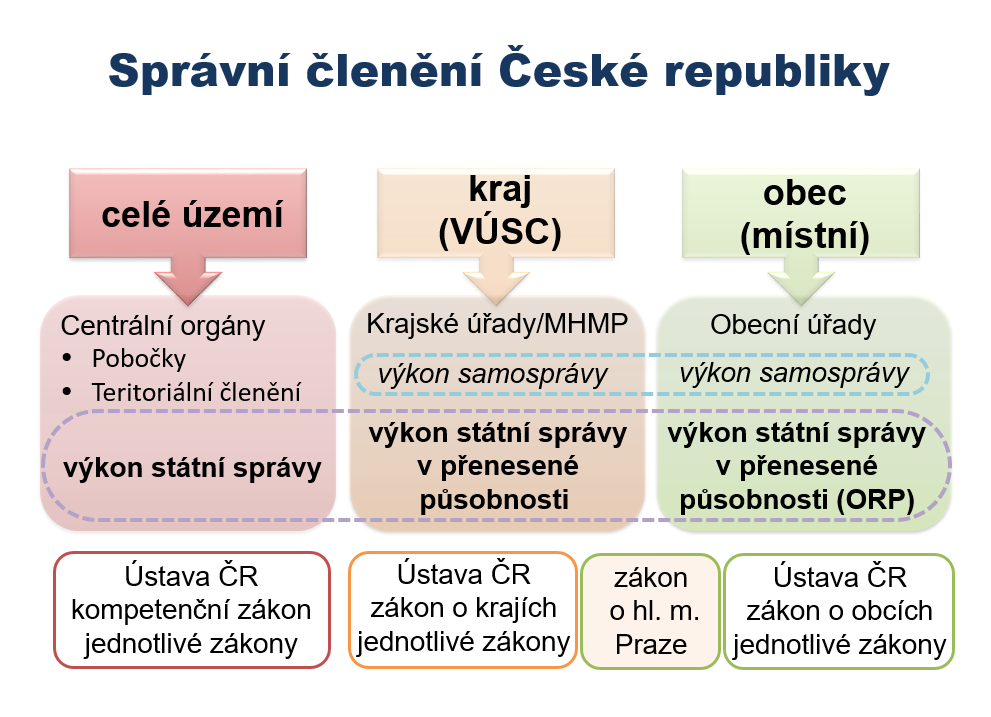 Správní členění České republiky
celé území
kraj
(VÚSC)
obec
(místní)
Centrální orgány
• Pobočky
• Teritoriální členění
výkon státní správy
Krajské úřady/MHMP
výkon samosprávy
výkon státní správy
v přenesené
působnosti
Obecní úřady
výkon samosprávy
výkon státní správy
v přenesené
působnosti (ORP)
Ústava ČR
kompetenční zákon
jednotlivé zákony
Ústava ČR
zákon o krajích
jednotlivé zákony
zákon
o hl. m.
Praze
Ústava ČR
zákon o obcích
jednotlivé zákony